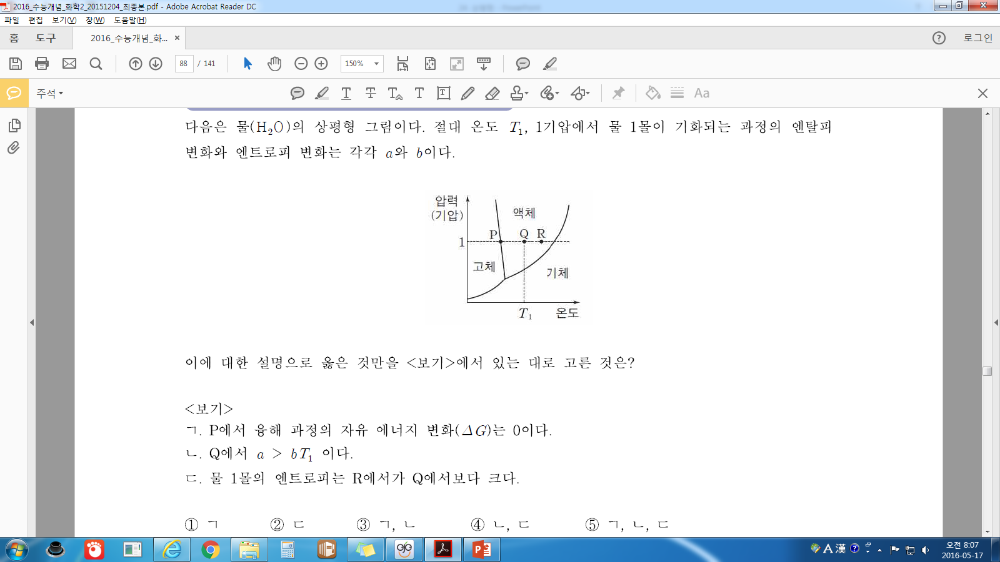 2016_수능개념_화학2_20151204_최종본.pdf - Adobe Acrobat Reader DC
파일 편집 보기(V) 창(W) 도움말(H)
홈 도구 2016_수능개념_화... × 로그인
88 / 141 150%
주석
Aa
다음은 물(H₂O)의 상평형 그림이다. 절대 온도 T₁, 1기압에서 물 1몰이 기화되는 과정의 엔탈피
변화와 엔트로피 변화는 각각 a와 b이다.
압력
(기압)
액체
P Q R
1
고체
기체
T₁ 온도
이에 대한 설명으로 옳은 것만을 <보기>에서 있는 대로 고른 것은?
<보기>
ㄱ. P에서 융해 과정의 자유 에너지 변화(ΔG)는 0이다.
ㄴ. Q에서 a > bT₁ 이다.
ㄷ. 물 1몰의 엔트로피는 R에서가 Q에서보다 크다.
① ㄱ ② ㄷ ③ ㄱ, ㄴ ④ ㄴ, ㄷ ⑤ ㄱ, ㄴ, ㄷ
A 漢
오전 8:07
2016-05-17